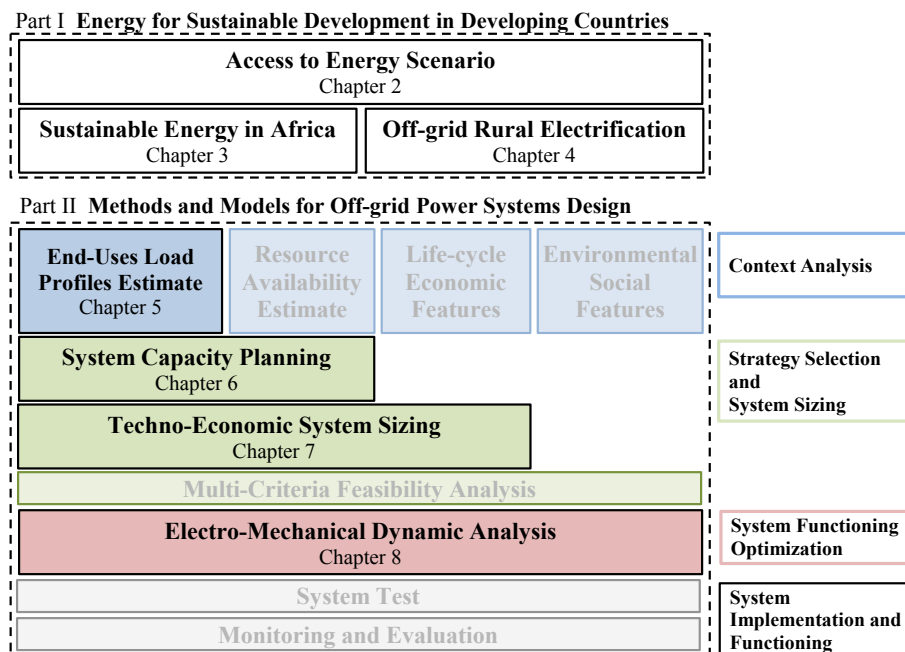 Part I Energy for Sustainable Development in Developing Countries
Access to Energy Scenario
Chapter 2
Sustainable Energy in Africa
Chapter 3
Off-grid Rural Electrification
Chapter 4
Part II Methods and Models for Off-grid Power Systems Design
End-Uses Load
Profiles Estimate
Chapter 5
Resource
Availability
Estimate
Life-cycle
Economic
Features
Environmental
Social
Features
Context Analysis
System Capacity Planning
Chapter 6
Strategy Selection
and
System Sizing
Techno-Economic System Sizing
Chapter 7
Multi-Criteria Feasibility Analysis
Electro-Mechanical Dynamic Analysis
Chapter 8
System Functioning
Optimization
System Test
Monitoring and Evaluation
System
Implementation and
Functioning